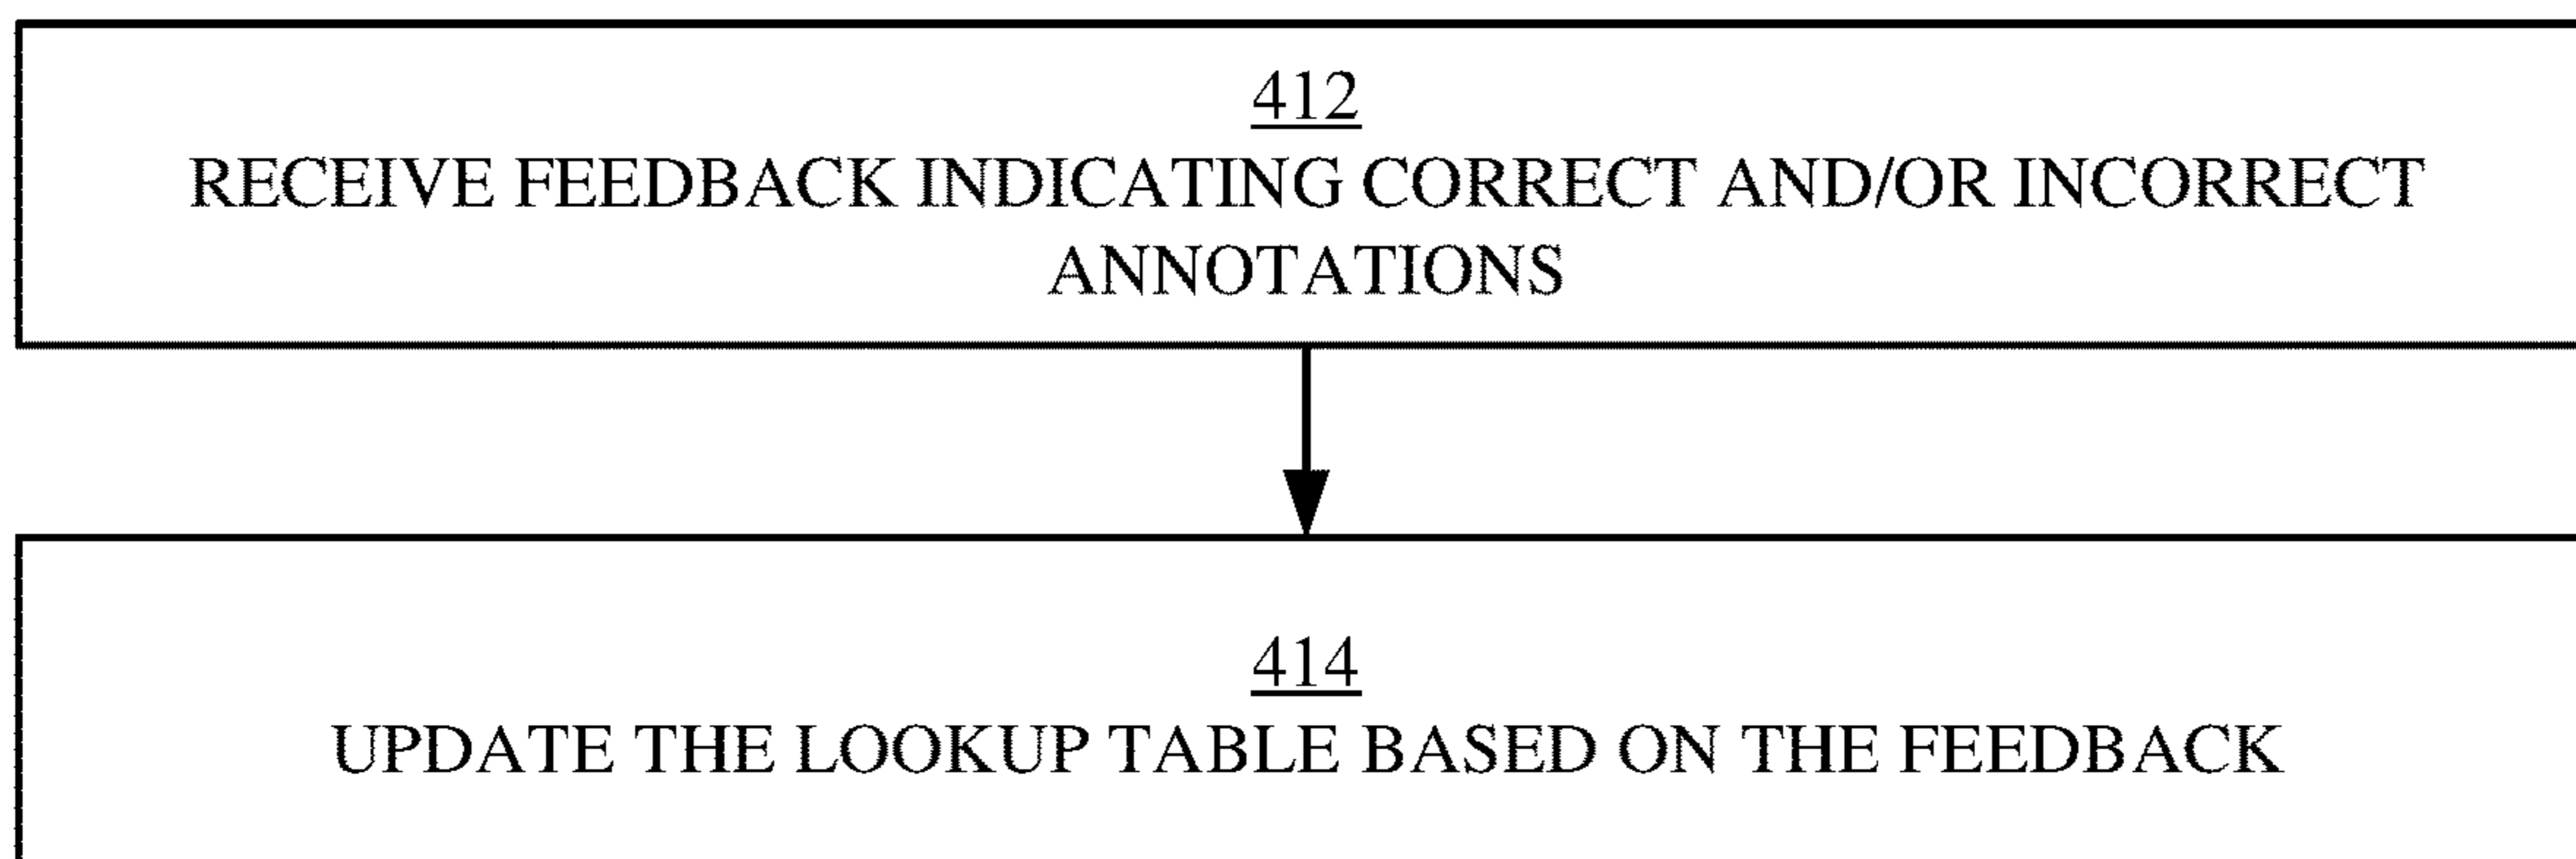 412
RECEIVE FEEDBACK INDICATING CORRECT AND/OR INCORRECT
ANNOTATIONS
414
UPDATE THE LOOKUP TABLE BASED ON THE FEEDBACK